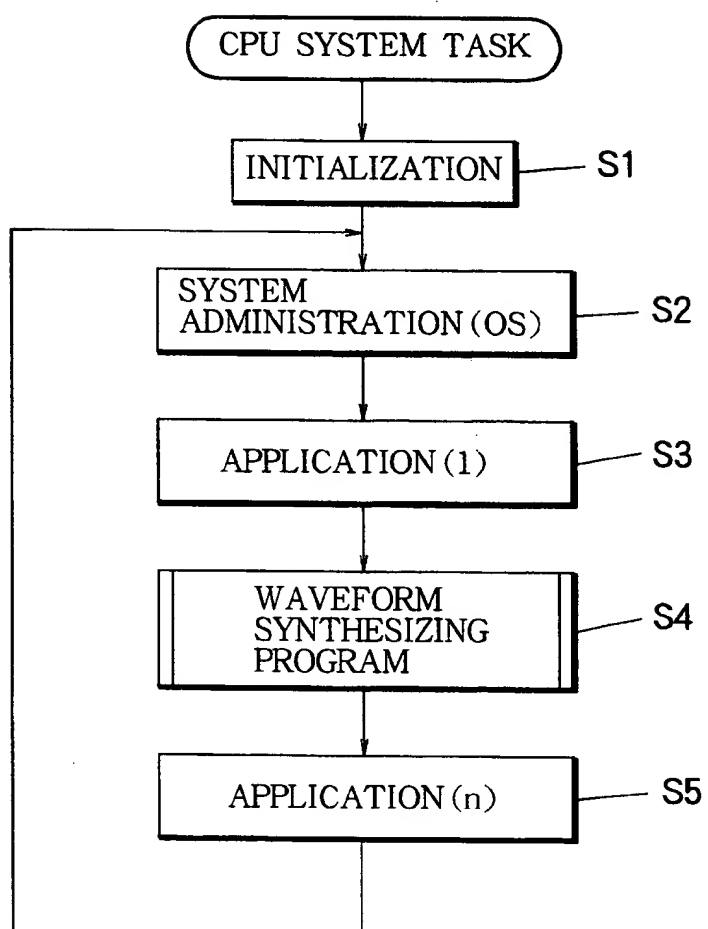 CPU SYSTEM TASK
INITIALIZATION
S1
SYSTEM
ADMINISTRATION (OS)
S2
APPLICATION (1)
S3
WAVEFORM
SYNTHESIZING
PROGRAM
S4
APPLICATION (n)
S5